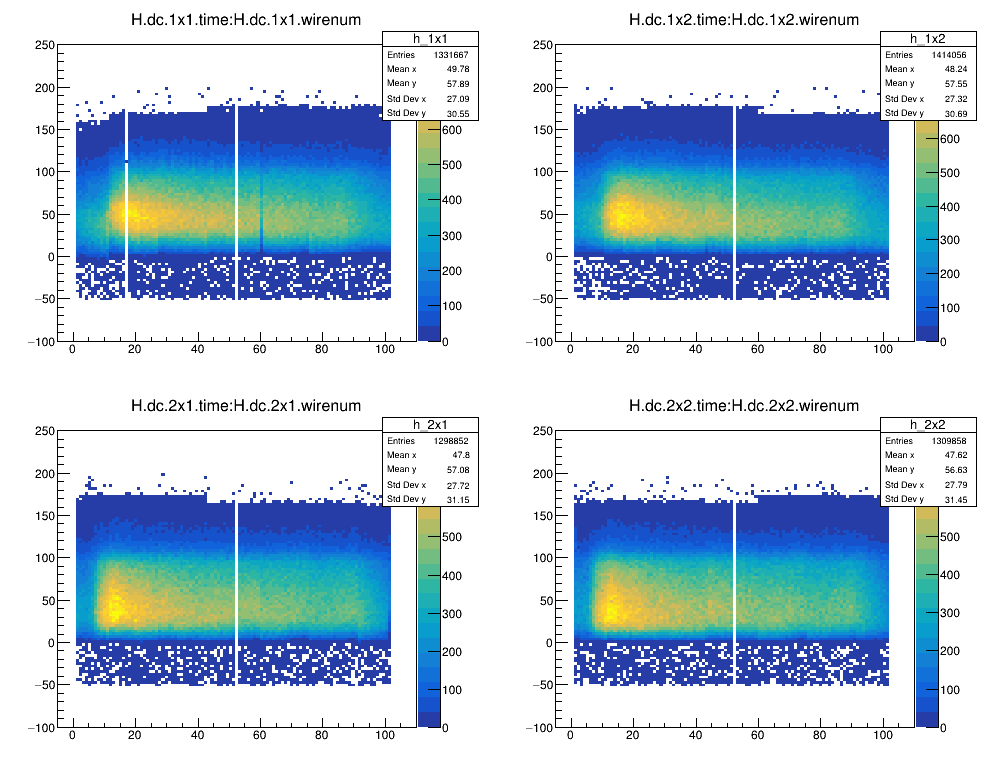 H.dc.1x1.time:H.dc.1x1.wirenum
h_1x1
Entries 1331667
Mean x 49.78
Mean y 57.89
Std Dev x 27.09
Std Dev y 30.55
250
200
150
100
50
0
−50
−100
0 20 40 60 80 100
600
500
400
300
200
100
0
H.dc.1x2.time:H.dc.1x2.wirenum
h_1x2
Entries 1414056
Mean x 48.24
Mean y 57.55
Std Dev x 27.32
Std Dev y 30.69
250
200
150
100
50
0
−50
−100
0 20 40 60 80 100
600
500
400
300
200
100
0
H.dc.2x1.time:H.dc.2x1.wirenum
h_2x1
Entries 1298852
Mean x 47.8
Mean y 57.08
Std Dev x 27.72
Std Dev y 31.15
250
200
150
100
50
0
−50
−100
0 20 40 60 80 100
500
400
300
200
100
0
H.dc.2x2.time:H.dc.2x2.wirenum
h_2x2
Entries 1309858
Mean x 47.62
Mean y 56.63
Std Dev x 27.79
Std Dev y 31.45
250
200
150
100
50
0
−50
−100
0 20 40 60 80 100
500
400
300
200
100
0